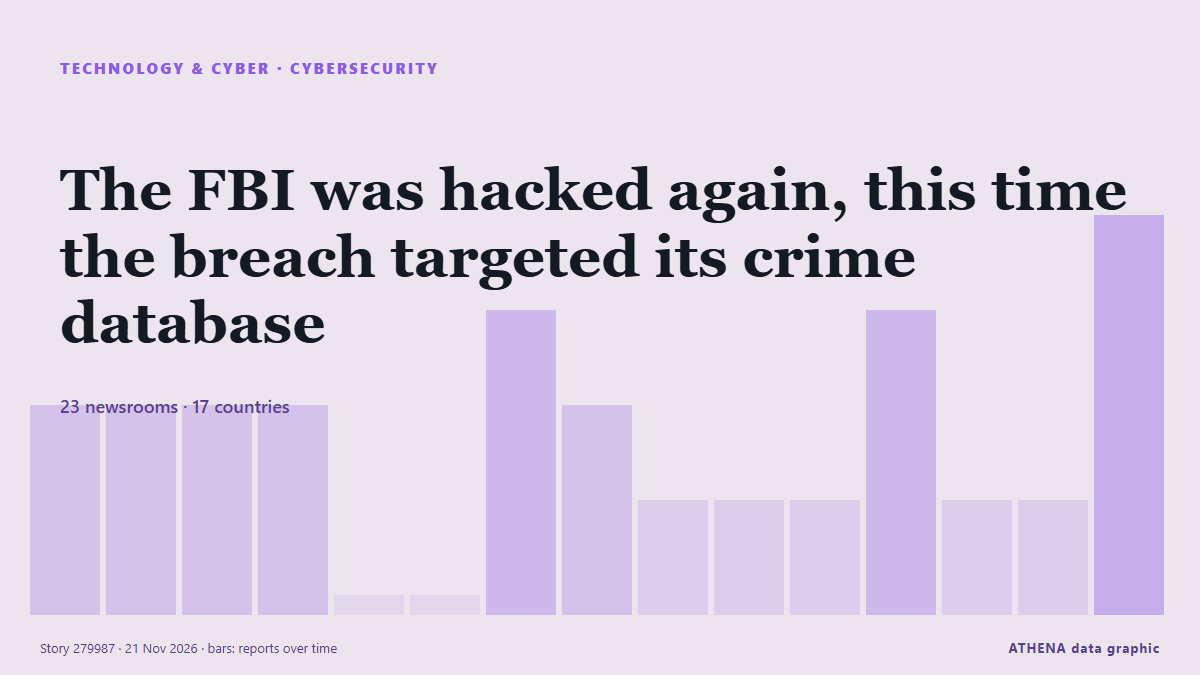 TECHNOLOGY & CYBER · CYBERSECURITY
The FBI was hacked again, this time
the breach targeted its crime
database
23 newsrooms · 17 countries
Story 279987 · 21 Nov 2026 · bars: reports over time
ATHENA data graphic